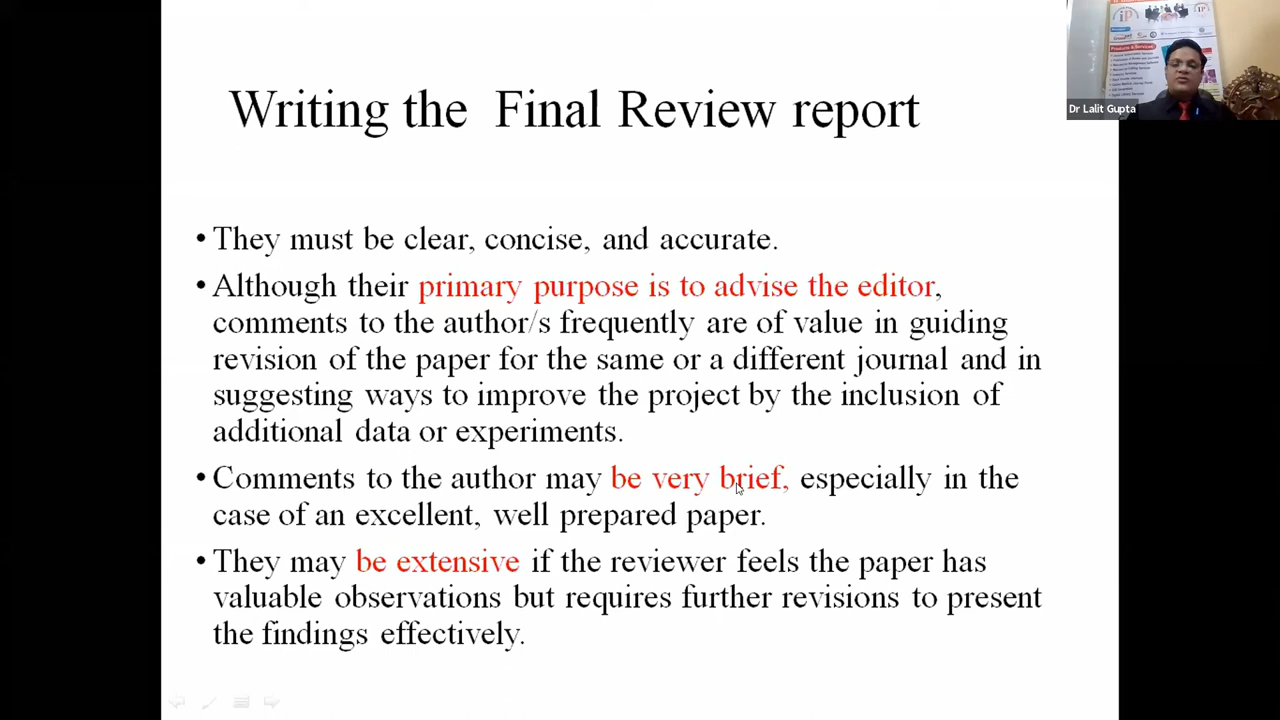 Writing the Final Review report
• They must be clear, concise, and accurate.
• Although their primary purpose is to advise the editor,
comments to the author/s frequently are of value in guiding
revision of the paper for the same or a different journal and in
suggesting ways to improve the project by the inclusion of
additional data or experiments.
• Comments to the author may be very brief, especially in the
case of an excellent, well prepared paper.
• They may be extensive if the reviewer feels the paper has
valuable observations but requires further revisions to present
the findings effectively.
iP
Products & Services
Dr Lalit Gupta